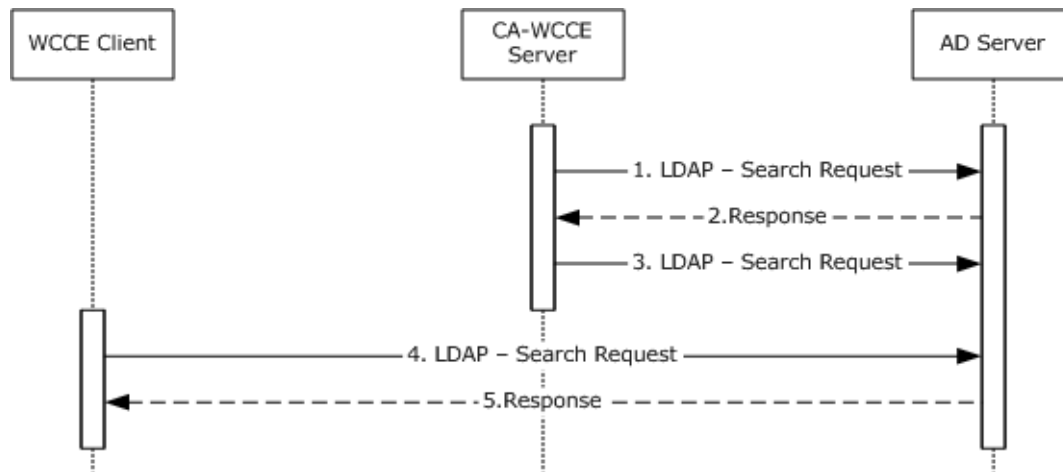 WCCE Client
CA-WCCE
Server
AD Server
1. LDAP – Search Request
2.Response
3. LDAP – Search Request
4. LDAP – Search Request
5.Response